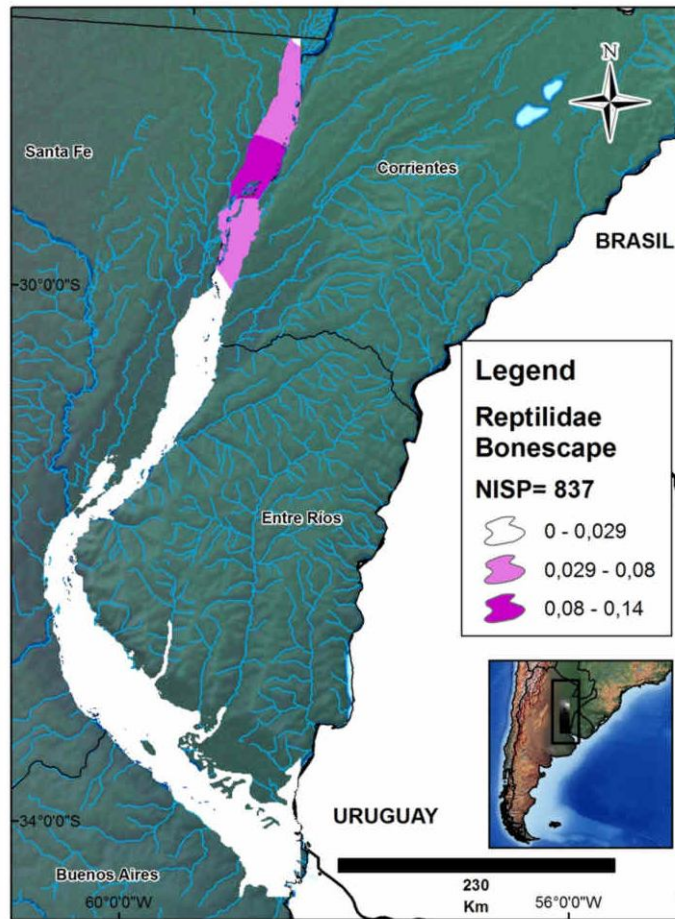 N
Santa Fe
Corrientes
BRASIL
30°0'0"S
Legend
Reptilidae
Bonescape
NISP= 837
0 - 0,029
0,029 - 0,08
0,08 - 0,14
Entre Ríos
34°0'0"S
URUGUAY
Buenos Aires
60°0'0"W
230
Km
56°0'0"W